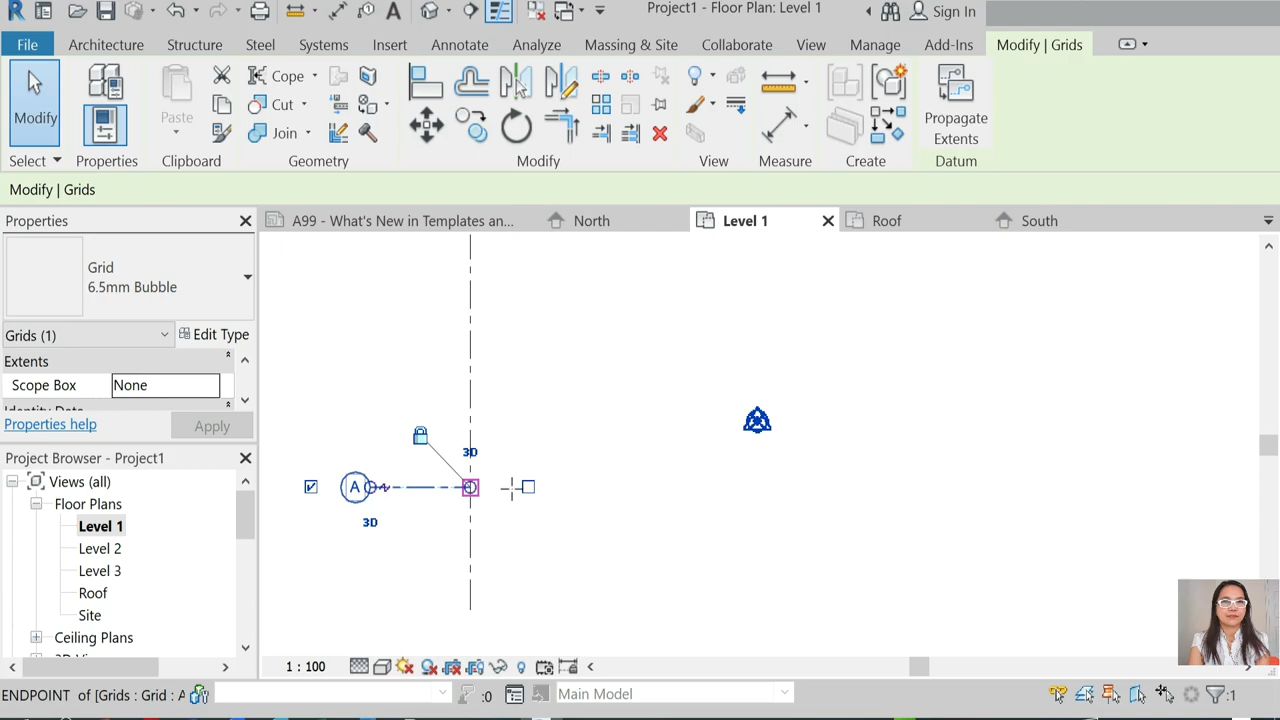 Project1 - Floor Plan: Level 1
Sign In
File Architecture Structure Steel Systems Insert Annotate Analyze Massing & Site Collaborate View Manage Add-Ins Modify | Grids
Modify
Paste
Cope
Cut
Join
Propagate
Extents
Select Properties Clipboard Geometry Modify View Measure Create Datum
Modify | Grids
Properties
A99 - What's New in Templates an... North Level 1 Roof South
Grid
6.5mm Bubble
Grids (1) Edit Type
Extents
Scope Box None
Properties help Apply
Project Browser - Project1
Views (all)
Floor Plans
Level 1
Level 2
Level 3
Roof
Site
Ceiling Plans
3D
A
3D
1 : 100
ENDPOINT of [Grids : Grid : A
:0
Main Model
:1